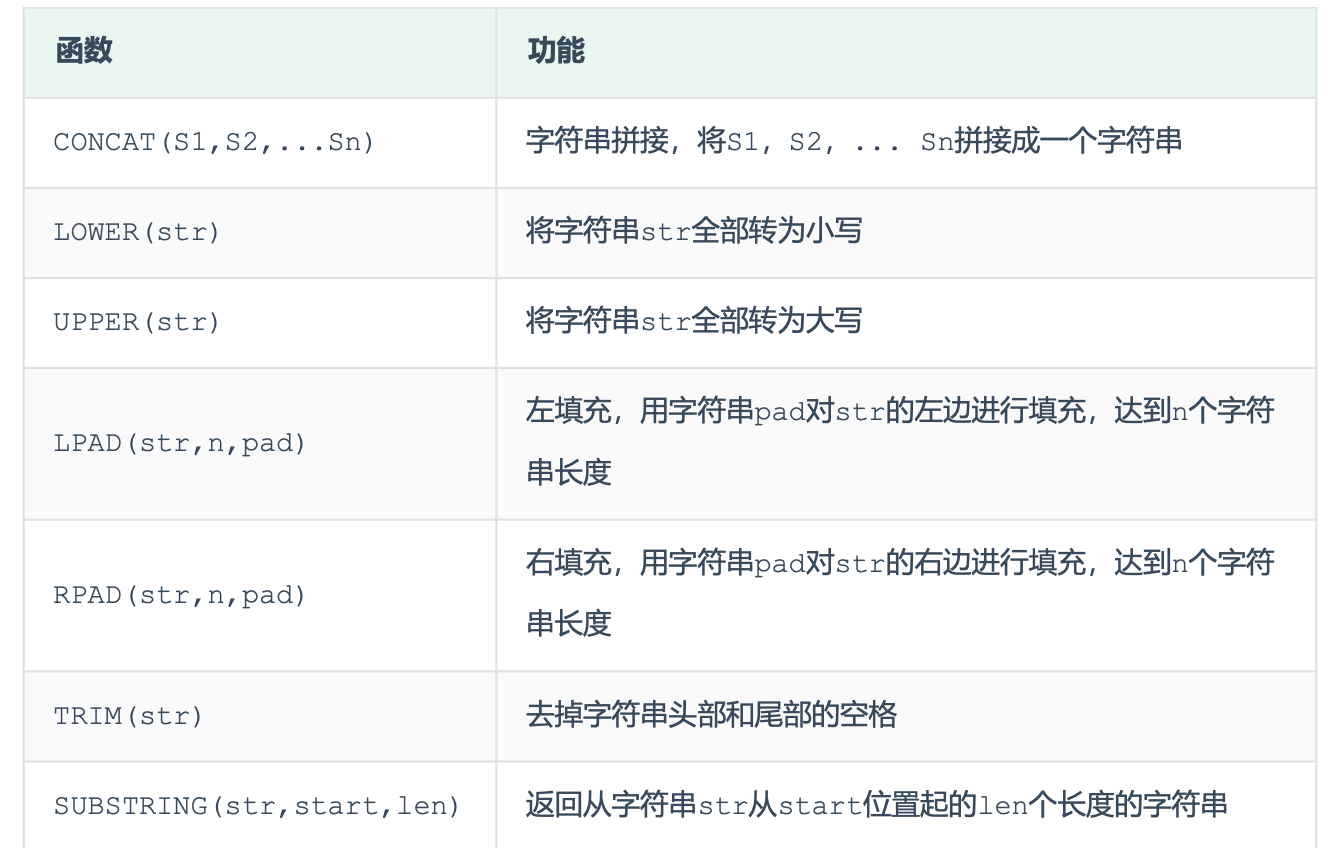 函数 功能
CONCAT(S1,S2,...Sn) 字符串拼接，将S1，S2，... Sn拼接成一个字符串
LOWER(str) 将字符串str全部转为小写
UPPER(str) 将字符串str全部转为大写
LPAD(str,n,pad) 左填充，用字符串pad对str的左边进行填充，达到n个字符
串长度
RPAD(str,n,pad) 右填充，用字符串pad对str的右边进行填充，达到n个字符
串长度
TRIM(str) 去掉字符串头部和尾部的空格
SUBSTRING(str,start,len) 返回从字符串str从start位置起的len个长度的字符串